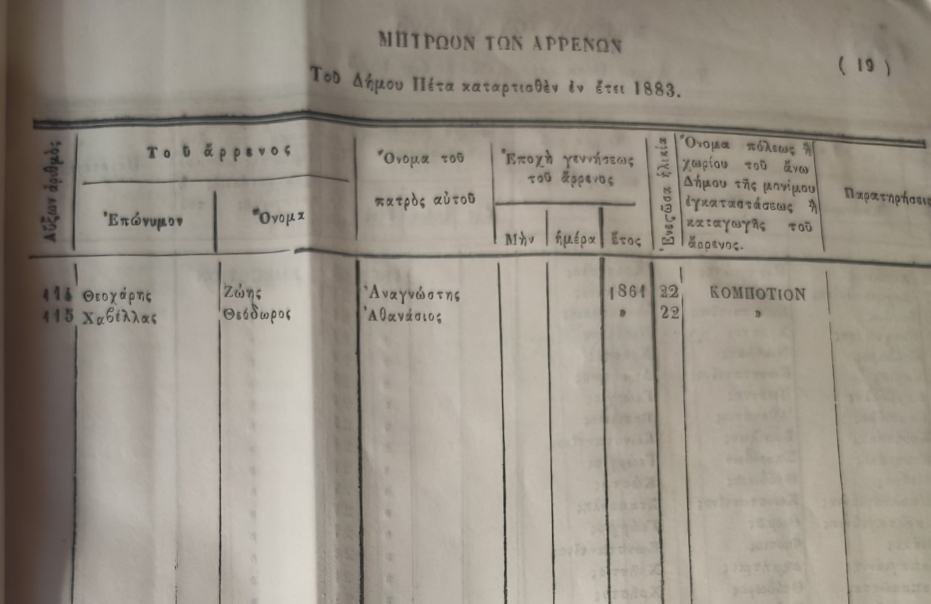 ΜΗΤΡΩΟΝ ΤΩΝ ΑΡΡΕΝΩΝ
( 19 )
Τοῦ Δήμου Πέτα καταρτισθὲν ἐν ἔτει 1883.
Αὔξων ἀριθμὸς
Τοῦ ἄρρενος
Ἐπώνυμον
Ὄνομα
Ὄνομα τοῦ
πατρὸς αὐτοῦ
Ἐποχὴ γεννήσεως
τοῦ ἄρρενος
Μὴν
ἡμέρα
ἔτος
Ἐνεστῶσα ἡλικία
Ὄνομα πόλεως ἢ
χωρίου τοῦ ἄνω
Δήμου τῆς μονίμου
ἐγκαταστάσεως ἢ
καταγωγῆς τοῦ
ἄρρενος.
Παρατηρήσεις
114 Θεοχάρης Ζώης Ἀναγνώστης 1861 22 ΚΟΜΠΟΤΙΟΝ
115 Χαβέλλας Θεόδωρος Ἀθανάσιος » 22 »